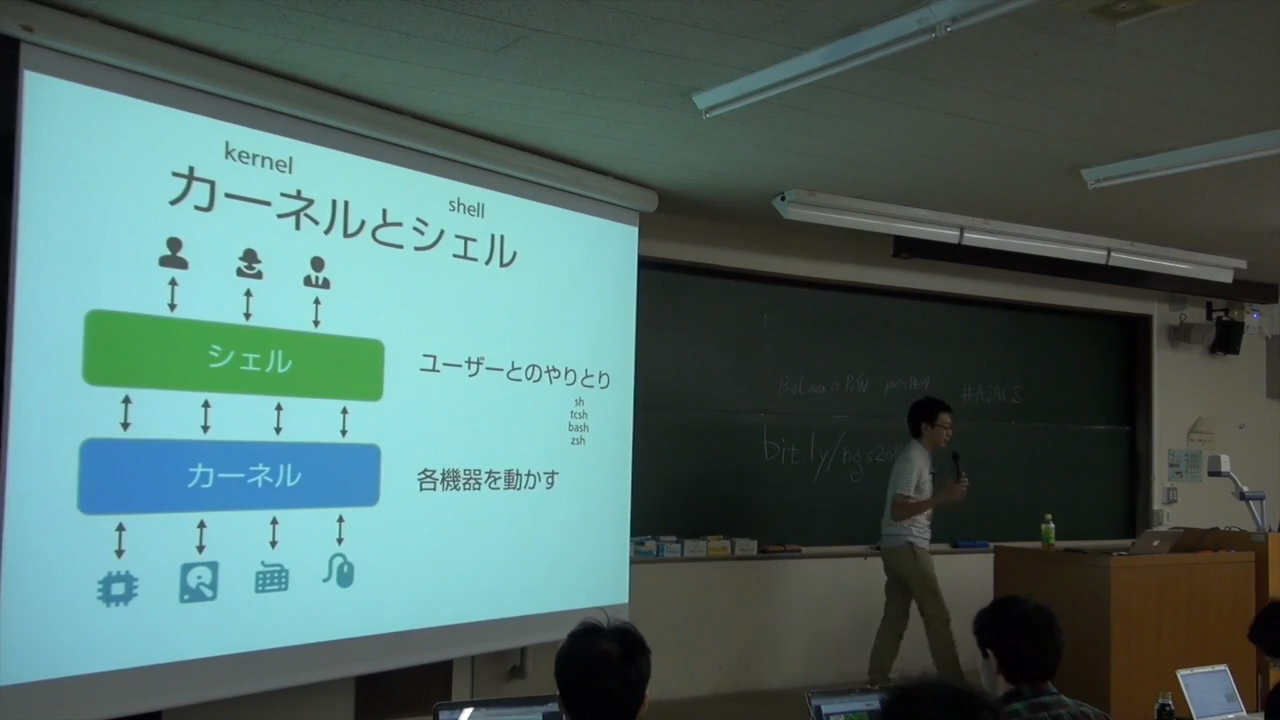 kernel
shell
カーネルとシェル
シェル
ユーザーとのやりとり
sh
tcsh
bash
zsh
カーネル
各機器を動かす
#AJACS
bit.ly/ngs20